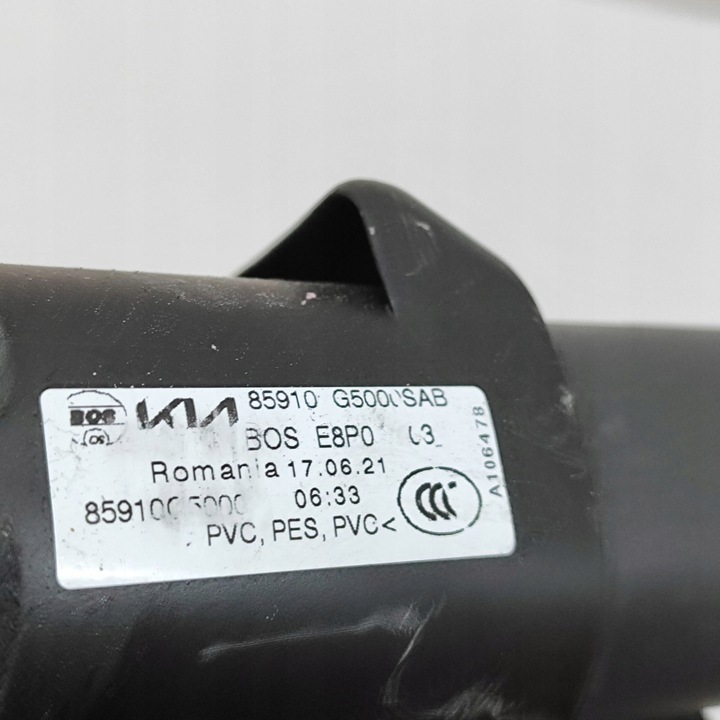 BOS KIA 85910 G5000SAB
BOS E8P0 03
Romania 17.06.21
06:33
85910G5000
PVC, PES, PVC<
A106478